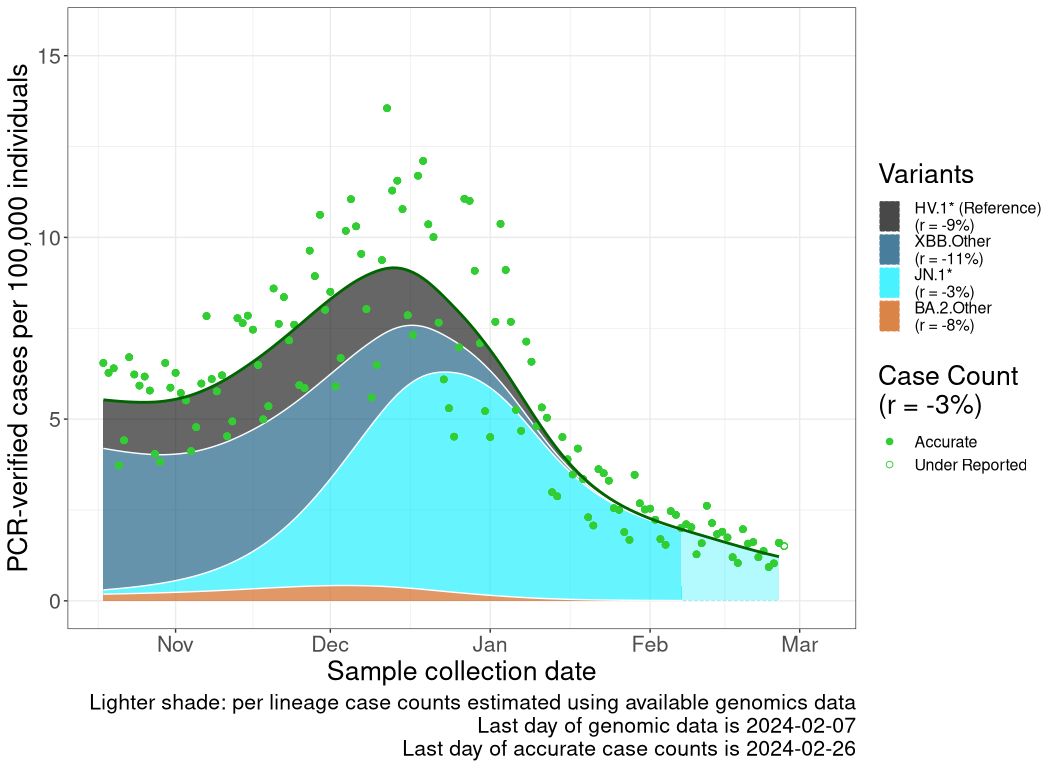 PCR-verified cases per 100,000 individuals
15
10
5
0
Nov
Dec
Jan
Feb
Mar
Sample collection date
Lighter shade: per lineage case counts estimated using available genomics data
Last day of genomic data is 2024-02-07
Last day of accurate case counts is 2024-02-26
Variants
HV.1* (Reference)
(r = -9%)
XBB.Other
(r = -11%)
JN.1*
(r = -3%)
BA.2.Other
(r = -8%)
Case Count
(r = -3%)
Accurate
Under Reported